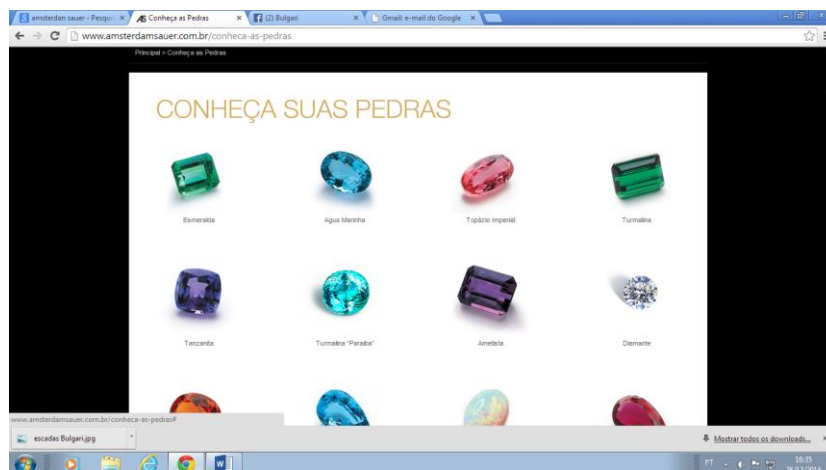 amsterdan sauer - Pesqui
Conheça as Pedras
(2) Bulgari
Gmail: e-mail do Google
www.amsterdamsauer.com.br/conheca-as-pedras
Principal > Conheça as Pedras
CONHEÇA SUAS PEDRAS
Esmeralda
Agua Marinha
Topázio Imperial
Turmalina
Tanzanita
Turmalina "Paraiba"
Ametista
Diamante
www.amsterdamsauer.com.br/conheca-as-pedras#
escadas Bulgari.jpg
Mostrar todos os downloads...
PT
16:35